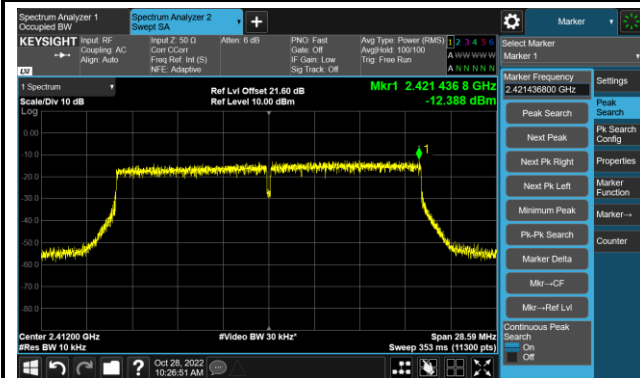 Spectrum Analyzer 1
Occupied BW
Spectrum Analyzer 2
Swept SA
+
Marker
KEYSIGHT
Input: RF
Coupling: AC
Align: Auto
Input Z: 50 Ω
Corr CCorr
Freq Ref: Int (S)
NFE: Adaptive
Atten: 6 dB
PNO: Fast
Gate: Off
IF Gain: Low
Sig Track: Off
Avg Type: Power (RMS)
Avg|Hold: 100/100
Trig: Free Run
1 2 3 4 5 6
A W W W W W
A N N N N N
LXI
Select Marker
Marker 1
1 Spectrum
Scale/Div 10 dB
Log
Ref Lvl Offset 21.60 dB
Ref Level 10.00 dBm
Mkr1 2.421 436 8 GHz
-12.388 dBm
0.00
-10.0
-20.0
-30.0
-40.0
-50.0
-60.0
-70.0
-80.0
1
Center 2.41200 GHz
#Res BW 10 kHz
#Video BW 30 kHz*
Span 28.59 MHz
Sweep 353 ms (11300 pts)
Marker Frequency
2.421436800 GHz
Peak Search
Next Peak
Next Pk Right
Next Pk Left
Minimum Peak
Pk-Pk Search
Marker Delta
Mkr→CF
Mkr→Ref Lvl
Continuous Peak
Search
On
Off
Settings
Peak
Search
Pk Search
Config
Properties
Marker
Function
Marker→
Counter
?
Oct 28, 2022
10:26:51 AM